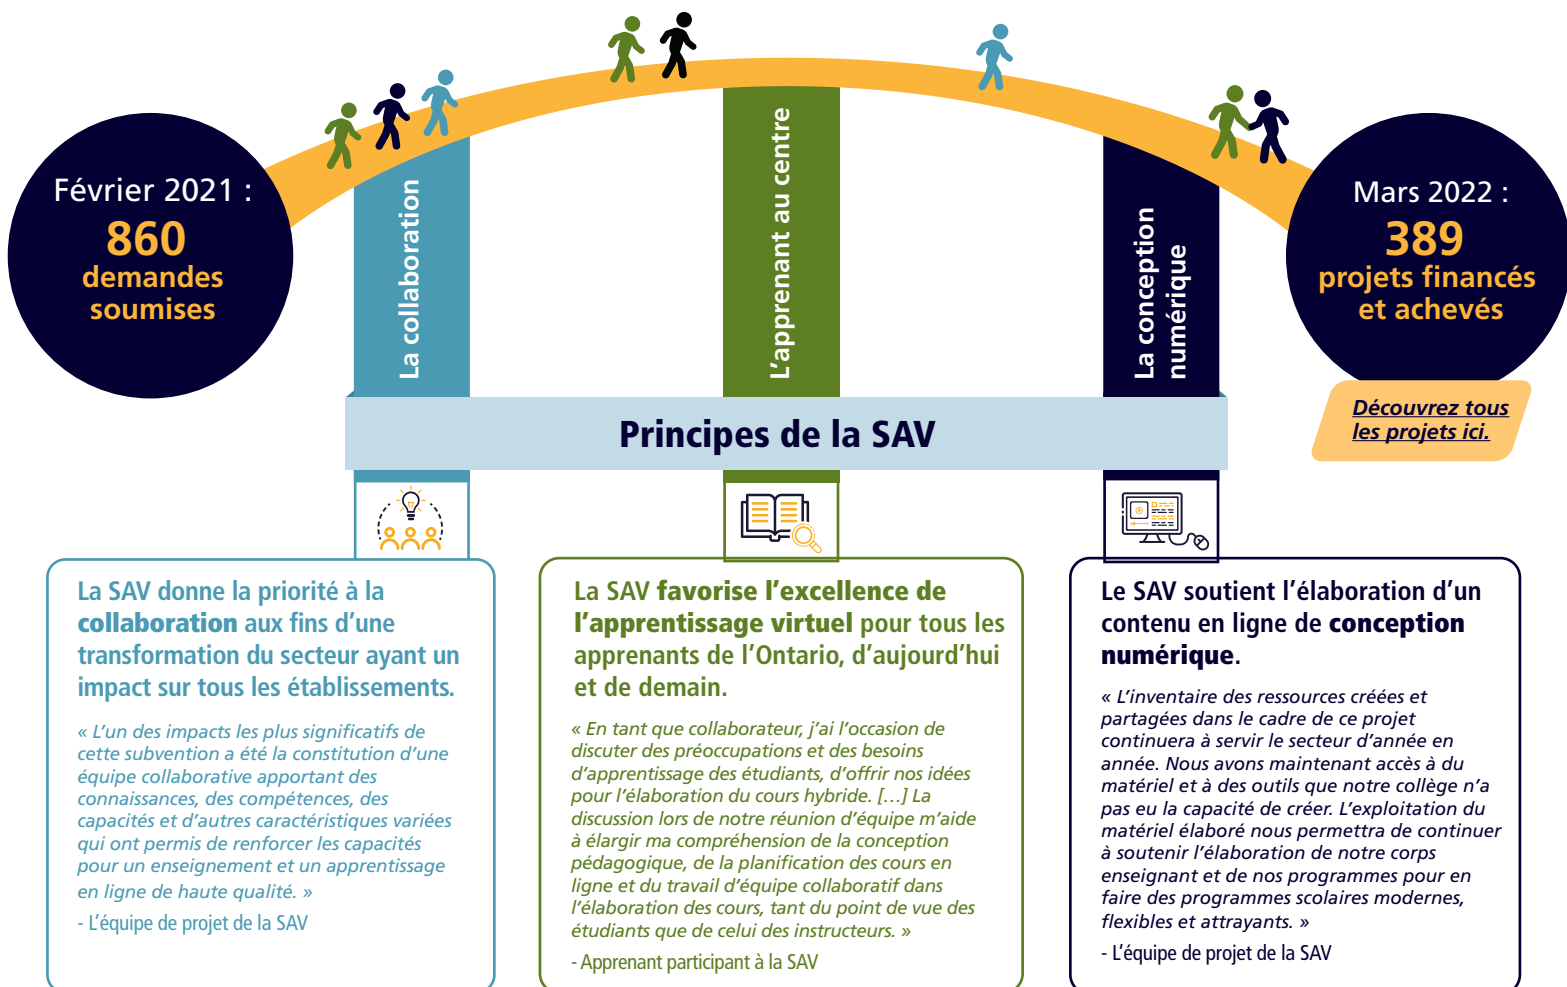 Février 2021 :
860
demandes
soumises
La collaboration
L'apprenant au centre
La conception
numérique
Mars 2022 :
389
projets financés
et achevés
Découvrez tous
les projets ici.
Principes de la SAV
La SAV donne la priorité à la
collaboration aux fins d'une
transformation du secteur ayant un
impact sur tous les établissements.
« L'un des impacts les plus significatifs de
cette subvention a été la constitution d'une
équipe collaborative apportant des
connaissances, des compétences, des
capacités et d'autres caractéristiques variées
qui ont permis de renforcer les capacités
pour un enseignement et un apprentissage
en ligne de haute qualité. »
- L'équipe de projet de la SAV
La SAV favorise l'excellence de
l'apprentissage virtuel pour tous les
apprenants de l'Ontario, d'aujourd'hui
et de demain.
« En tant que collaborateur, j'ai l'occasion de
discuter des préoccupations et des besoins
d'apprentissage des étudiants, d'offrir nos idées
pour l'élaboration du cours hybride. […] La
discussion lors de notre réunion d'équipe m'aide
à élargir ma compréhension de la conception
pédagogique, de la planification des cours en
ligne et du travail d'équipe collaboratif dans
l'élaboration des cours, tant du point de vue des
étudiants que de celui des instructeurs. »
- Apprenant participant à la SAV
Le SAV soutient l'élaboration d'un
contenu en ligne de conception
numérique.
« L'inventaire des ressources créées et
partagées dans le cadre de ce projet
continuera à servir le secteur d'année en
année. Nous avons maintenant accès à du
matériel et à des outils que notre collège n'a
pas eu la capacité de créer. L'exploitation du
matériel élaboré nous permettra de continuer
à soutenir l'élaboration de notre corps
enseignant et de nos programmes pour en
faire des programmes scolaires modernes,
flexibles et attrayants. »
- L'équipe de projet de la SAV